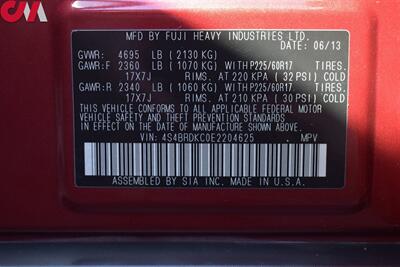 MFD BY FUJI HEAVY INDUSTRIES LTD.
DATE: 06/13
GVWR: 4695 LB (2130 KG)
GAWR:F 2360 LB (1070 KG) WITH P225/60R17 TIRES.
17X7J RIMS. AT 220 KPA (32 PSI) COLD
GAWR:R 2340 LB (1060 KG) WITH P225/60R17 TIRES.
17X7J RIMS. AT 210 KPA (30 PSI) COLD
THIS VEHICLE CONFORMS TO ALL APPLICABLE FEDERAL MOTOR
VEHICLE SAFETY, BUMPER, AND THEFT PREVENTION STANDARDS
IN EFFECT ON THE DATE OF MANUFACTURE SHOWN ABOVE.
VIN: 4S4BRDKC0E2204625 , MPV
ASSEMBLED BY SIA INC. MADE IN U.S.A.